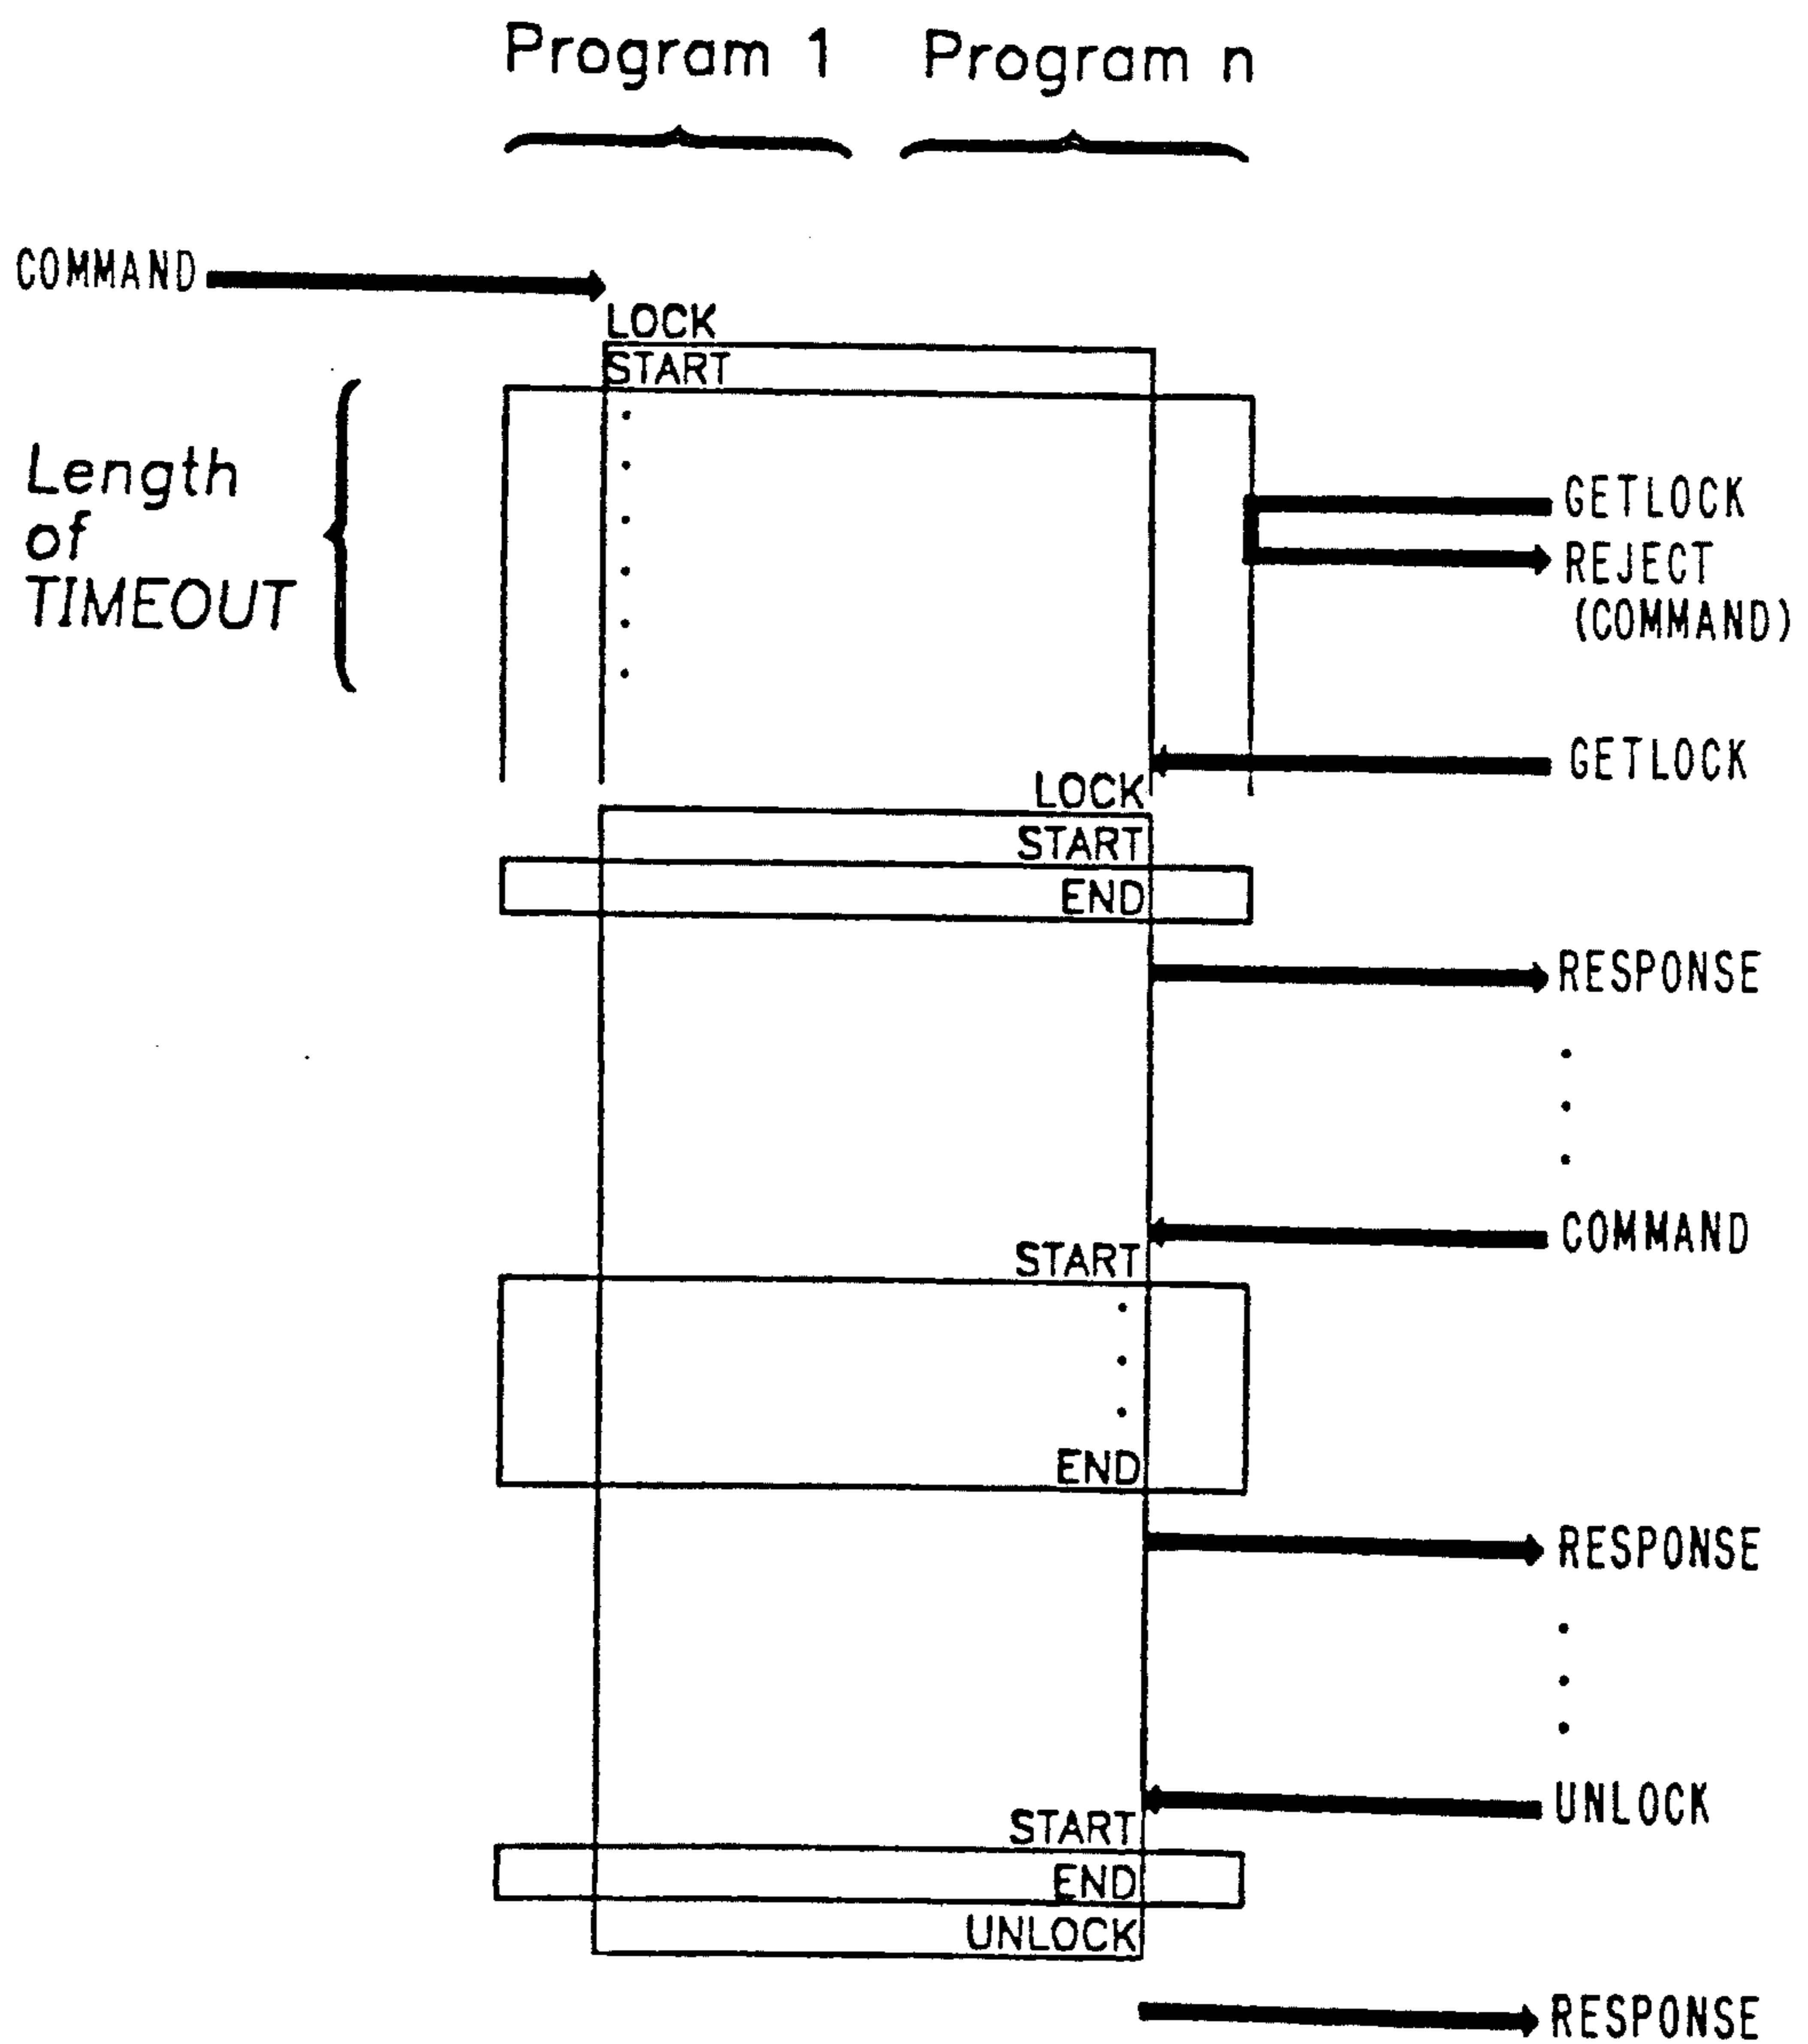 Program 1
Program n
COMMAND
LOCK
START
Length
of
TIMEOUT
GETLOCK
REJECT
(COMMAND)
GETLOCK
LOCK
START
END
RESPONSE
COMMAND
START
END
RESPONSE
UNLOCK
START
END
UNLOCK
RESPONSE